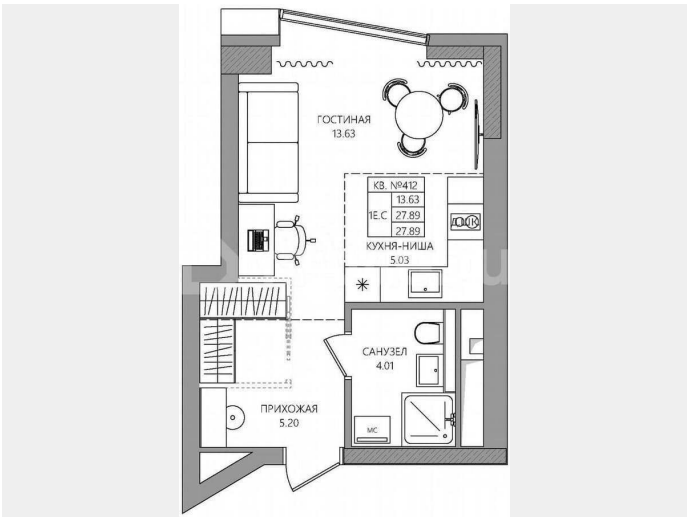 ГОСТИНАЯ
13.63
КВ. №412
13.63
1Е.С
27.89
27.89
КУХНЯ-НИША
5.03
САНУЗЕЛ
4.01
ПРИХОЖАЯ
5.20
МС